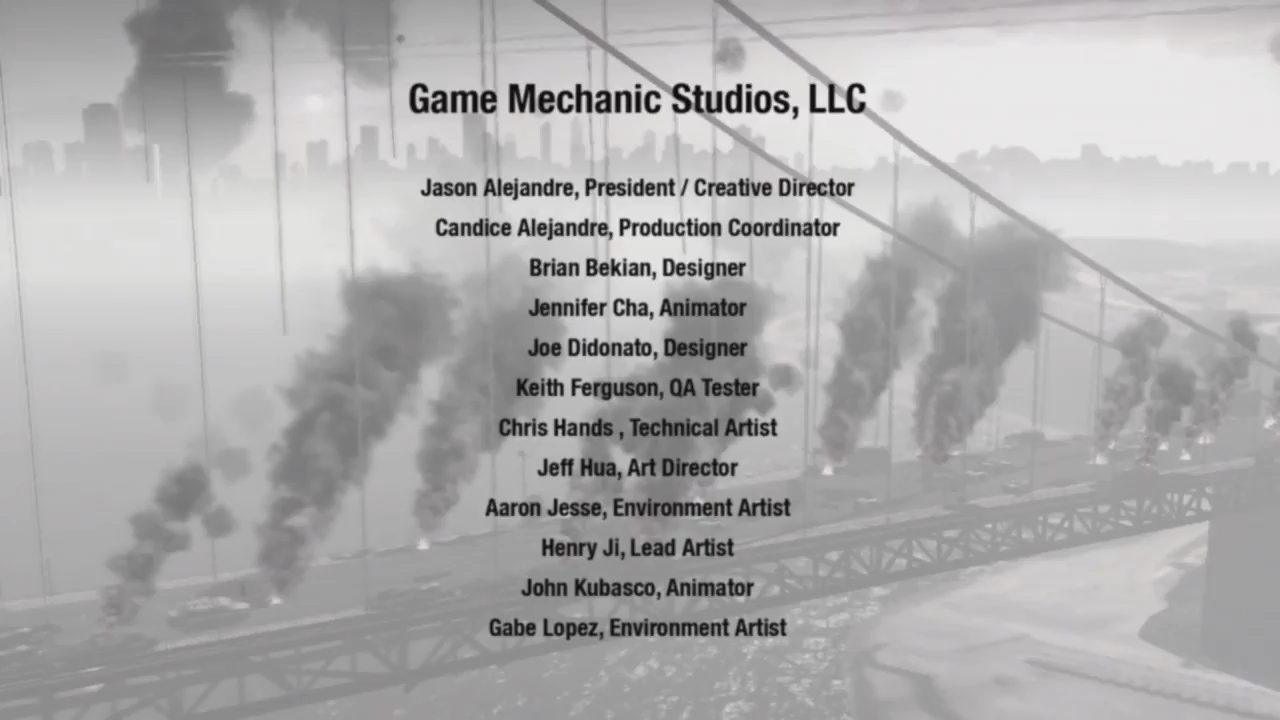 Game Mechanic Studios, LLC
Jason Alejandre, President / Creative Director
Candice Alejandre, Production Coordinator
Brian Bekian, Designer
Jennifer Cha, Animator
Joe Didonato, Designer
Keith Ferguson, QA Tester
Chris Hands , Technical Artist
Jeff Hua, Art Director
Aaron Jesse, Environment Artist
Henry Ji, Lead Artist
John Kubasco, Animator
Gabe Lopez, Environment Artist